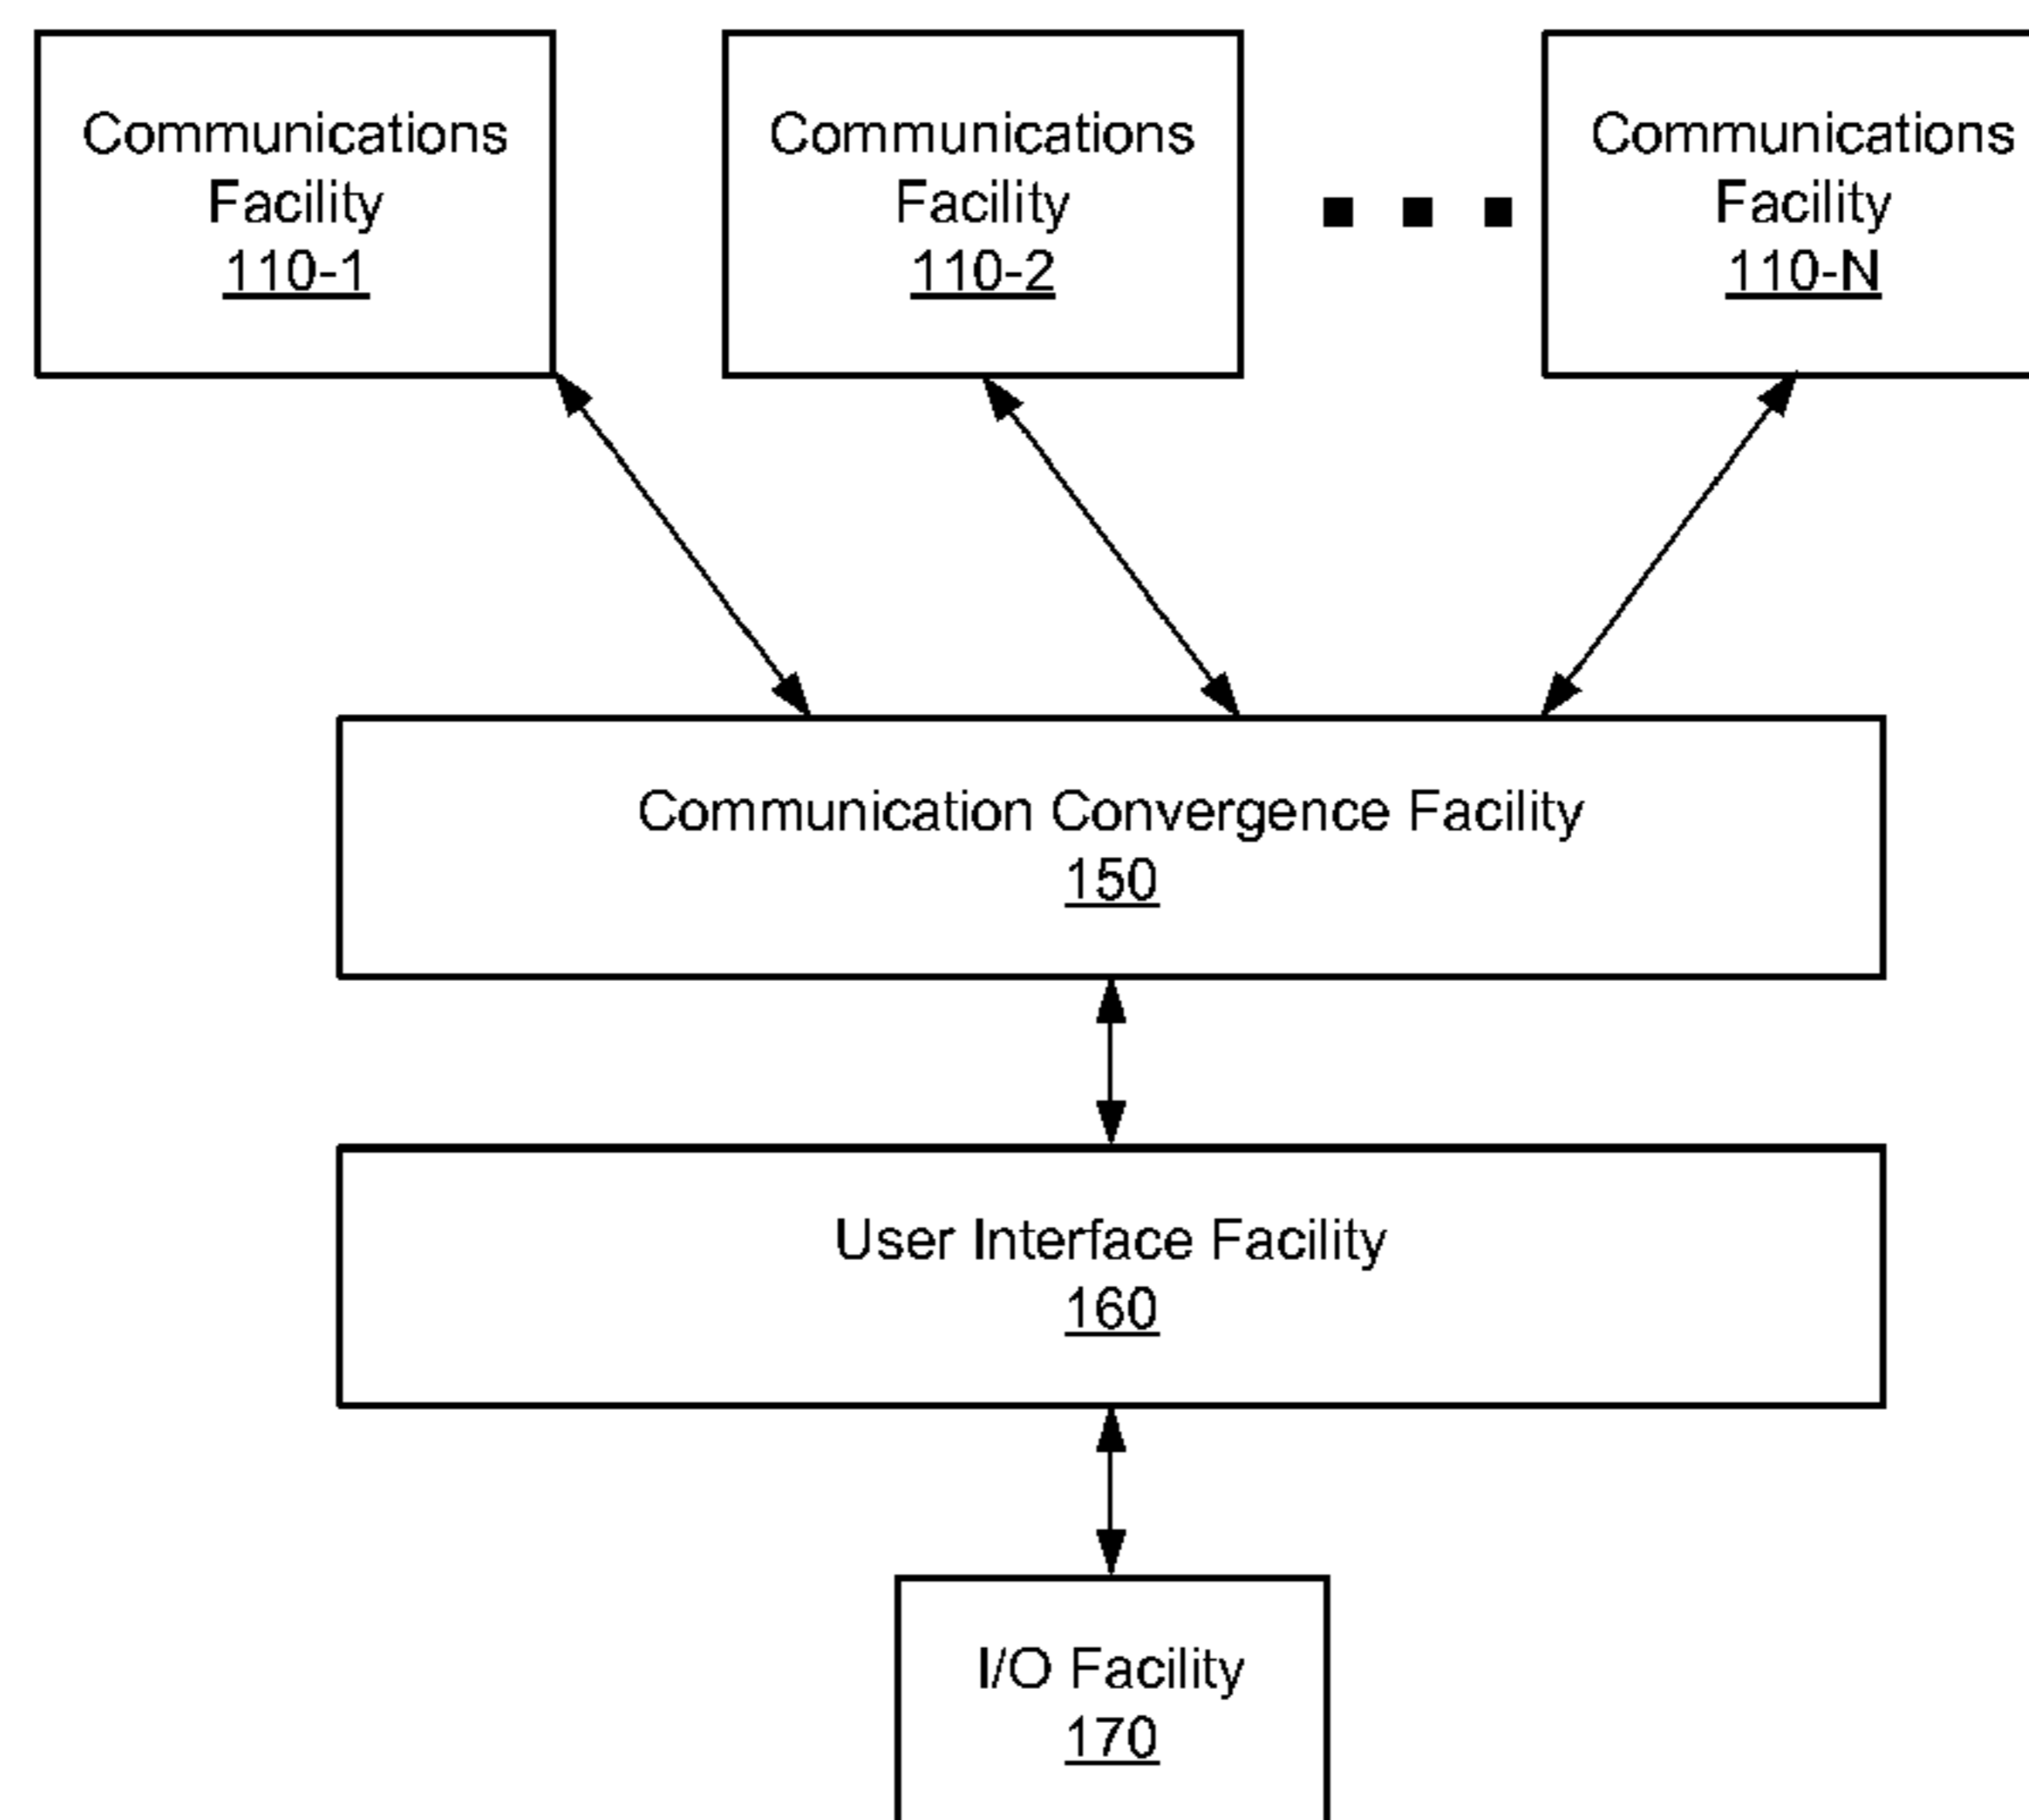 Communications
Facility
110-1
Communications
Facility
110-2
Communications
Facility
110-N
Communication Convergence Facility
150
User Interface Facility
160
I/O Facility
170